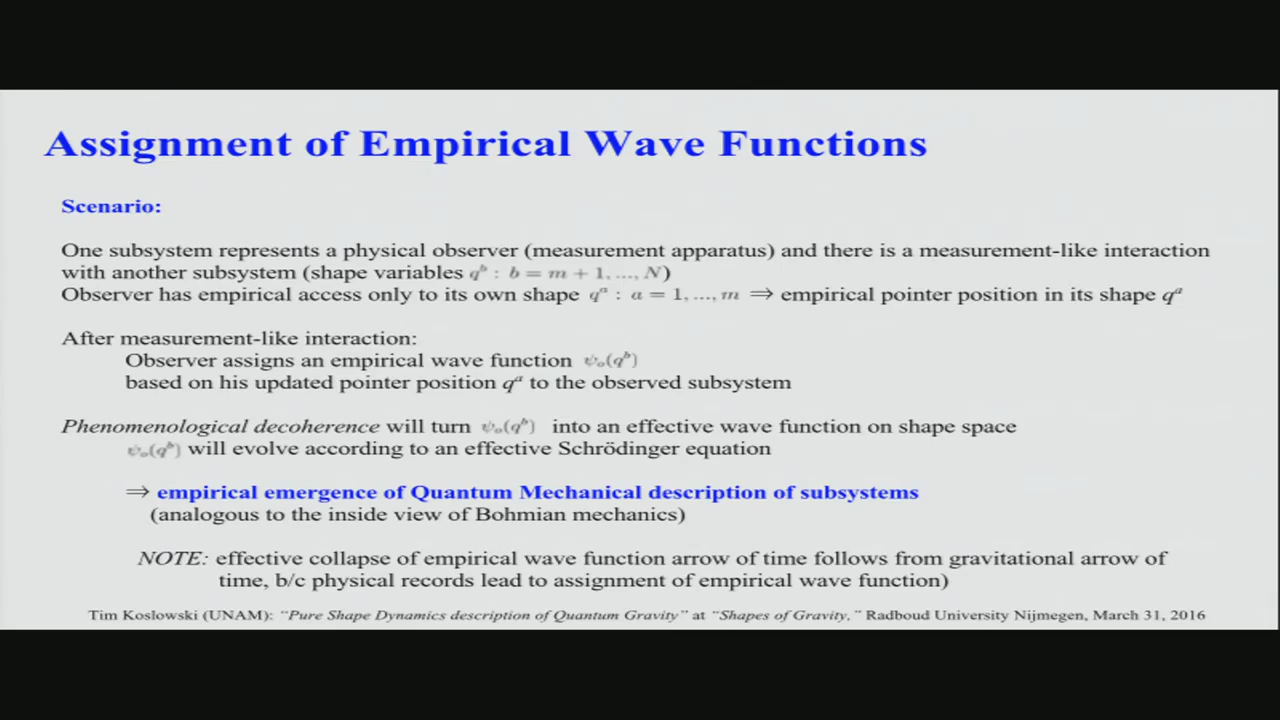 Assignment of Empirical Wave Functions
Scenario:
One subsystem represents a physical observer (measurement apparatus) and there is a measurement-like interaction
with another subsystem (shape variables q^b : b = m + 1, ..., N)
Observer has empirical access only to its own shape q^a : a = 1, ..., m ⇒ empirical pointer position in its shape q^a
After measurement-like interaction:
Observer assigns an empirical wave function ψₒ(q^b)
based on his updated pointer position q^a to the observed subsystem
Phenomenological decoherence will turn ψₒ(q^b) into an effective wave function on shape space
ψₒ(q^b) will evolve according to an effective Schrödinger equation
⇒ empirical emergence of Quantum Mechanical description of subsystems
(analogous to the inside view of Bohmian mechanics)
NOTE: effective collapse of empirical wave function arrow of time follows from gravitational arrow of
time, b/c physical records lead to assignment of empirical wave function)
Tim Koslowski (UNAM): "Pure Shape Dynamics description of Quantum Gravity" at "Shapes of Gravity," Radboud University Nijmegen, March 31, 2016